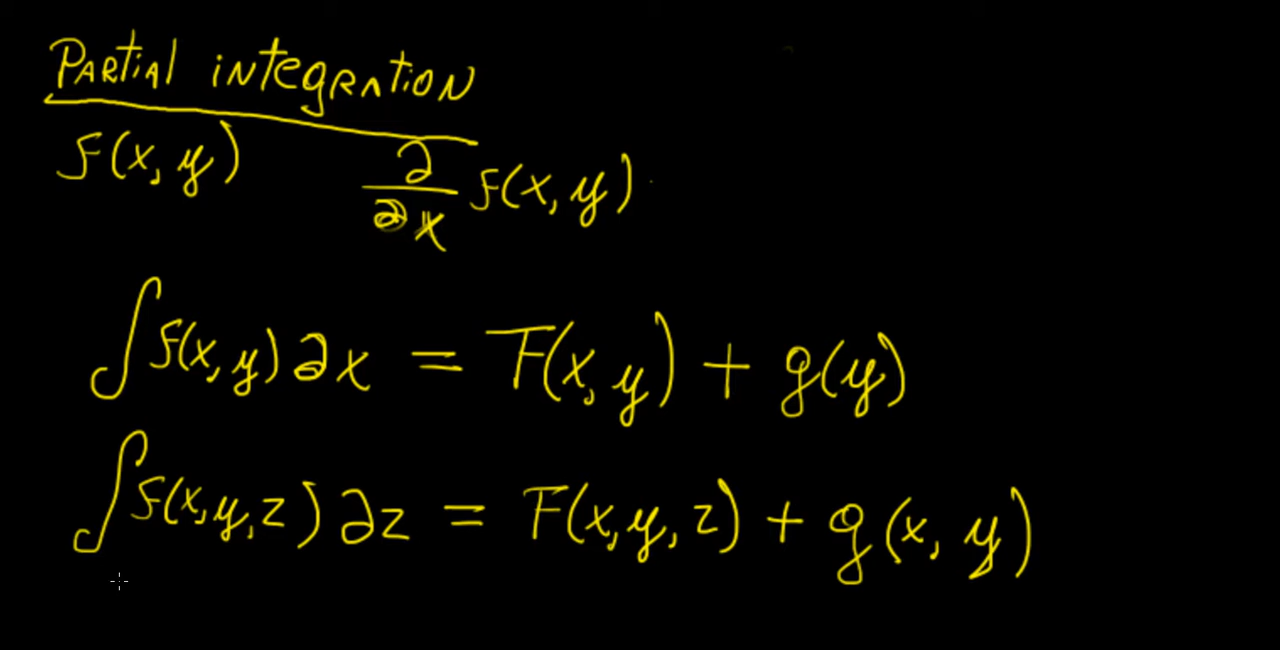 Partial integration
f(x, y) ∂/∂x f(x, y)
∫ f(x, y) ∂x = F(x, y) + g(y)
∫ f(x, y, z) ∂z = F(x, y, z) + g(x, y)